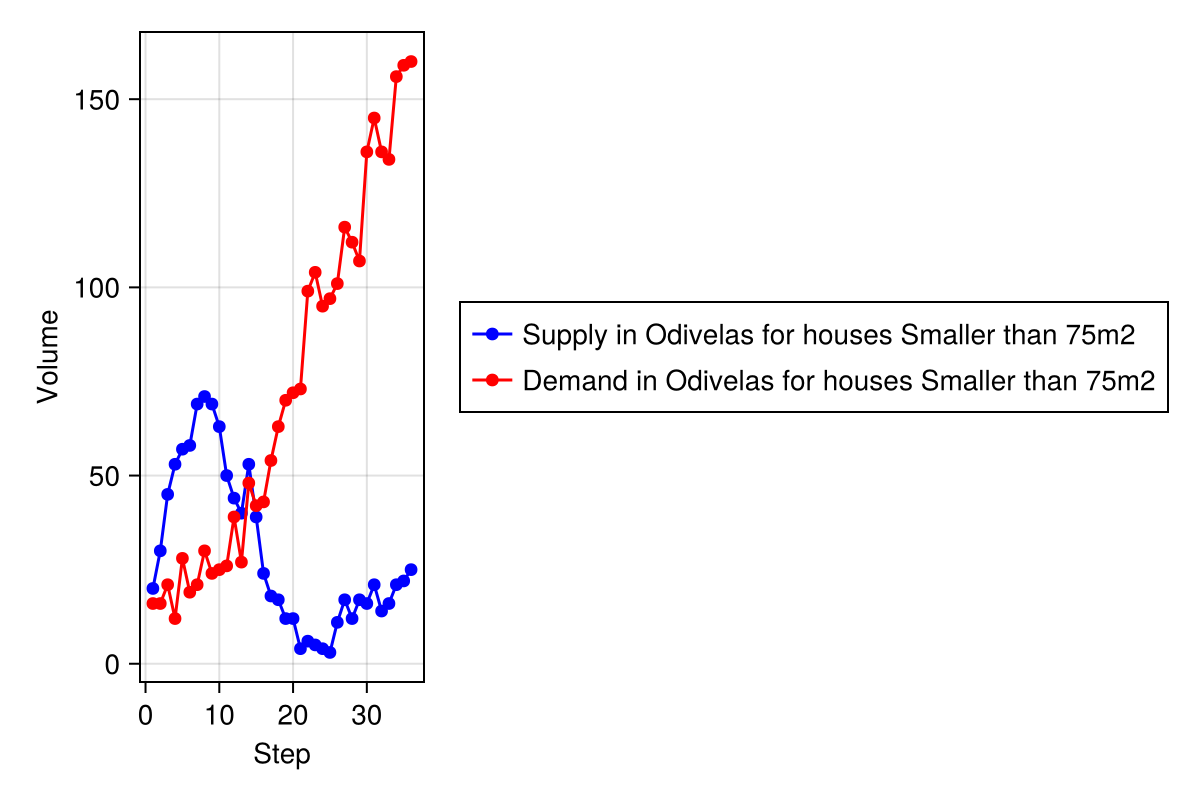 150
100
50
0
Volume
0 10 20 30
Step
Supply in Odivelas for houses Smaller than 75m2
Demand in Odivelas for houses Smaller than 75m2